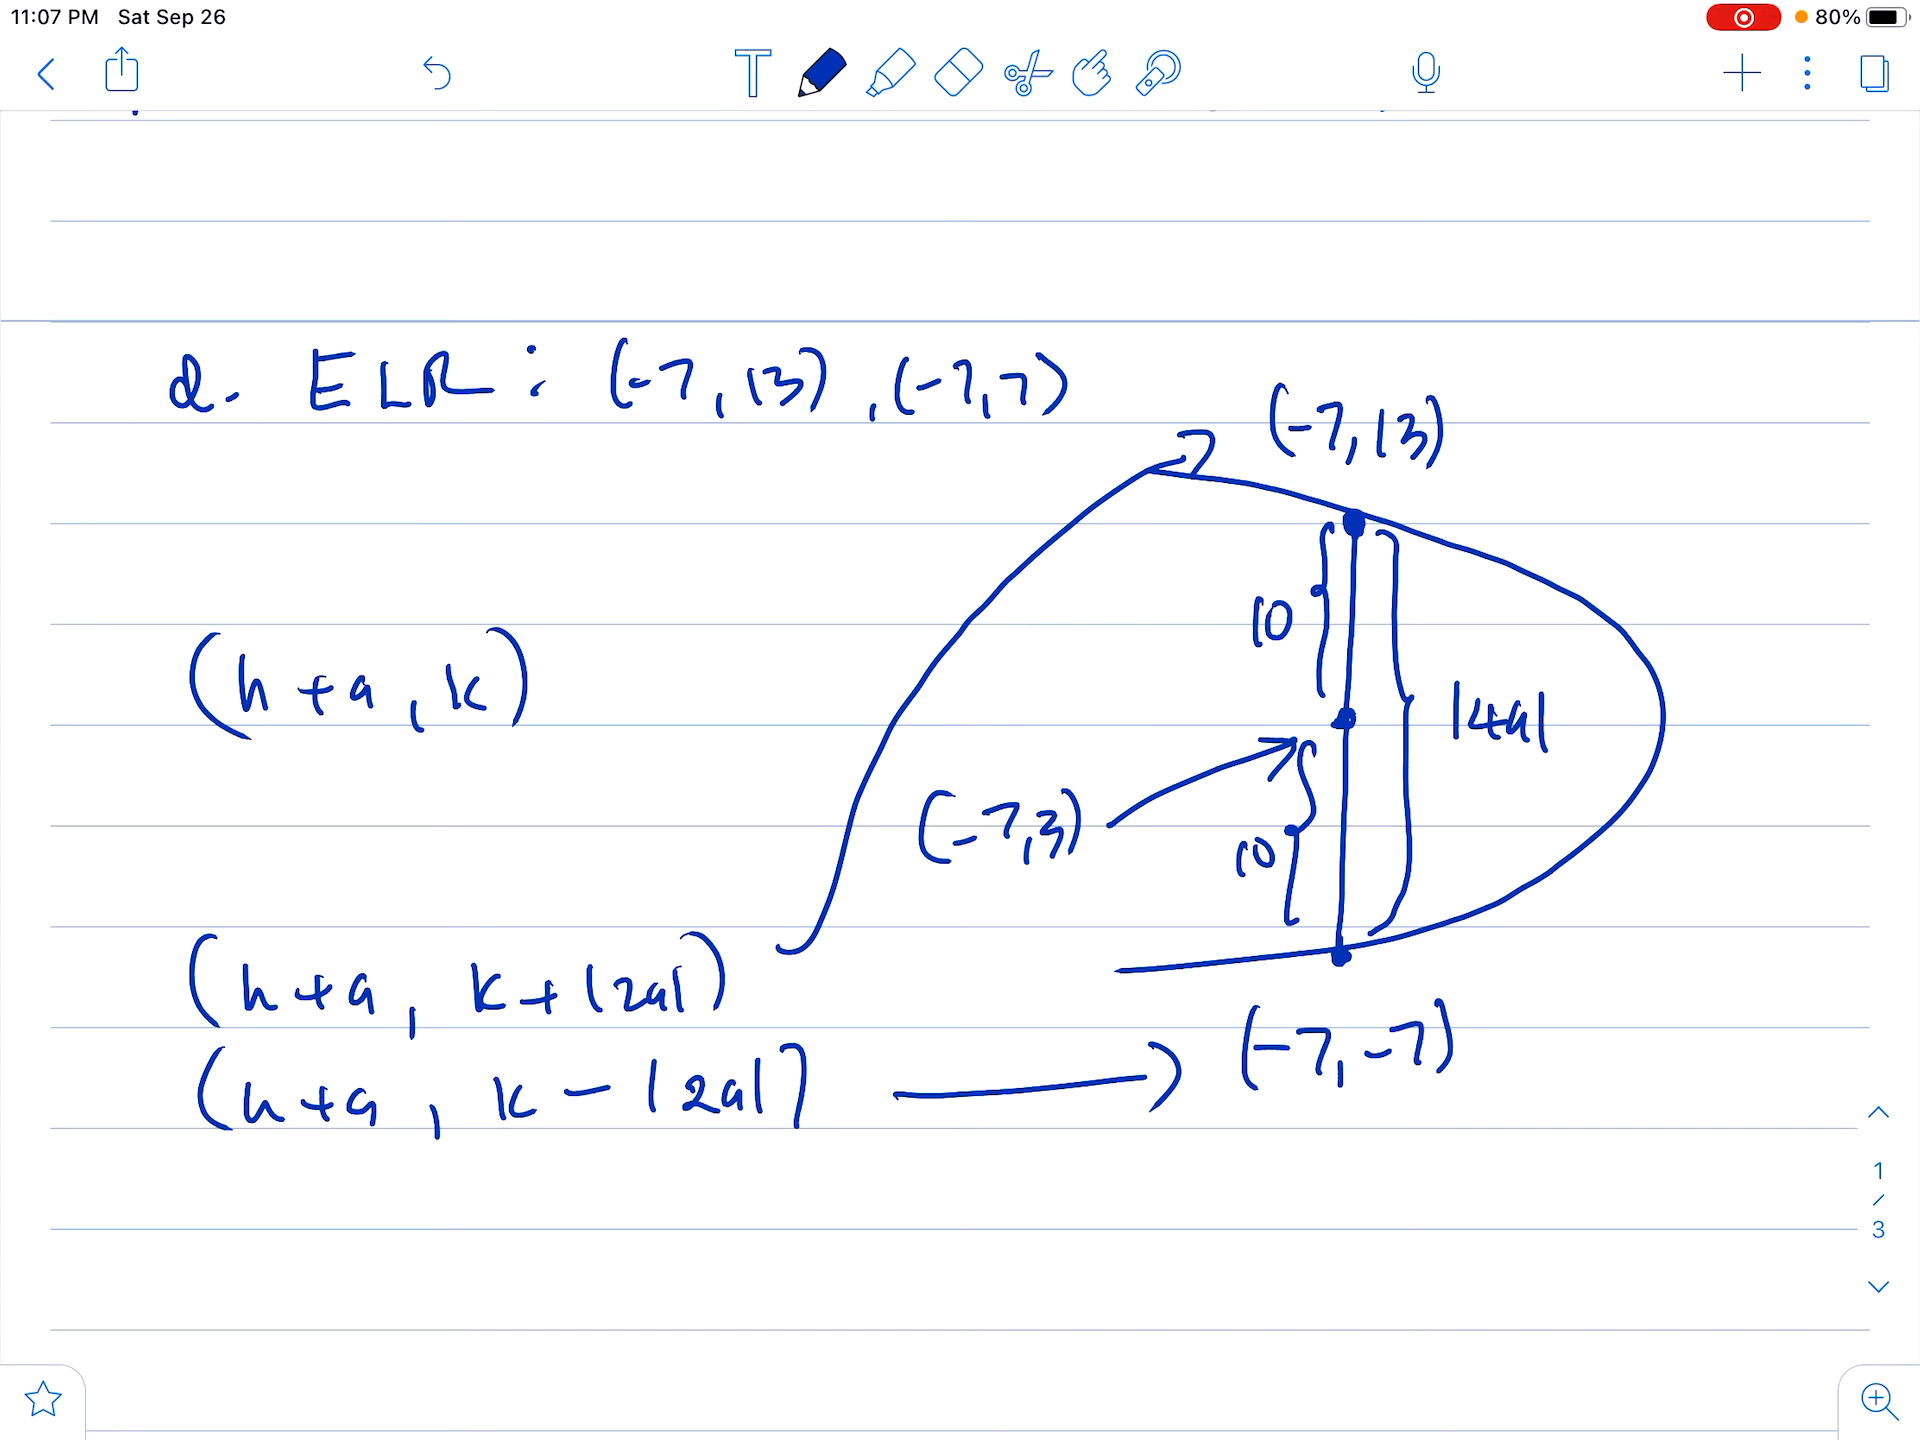 11:07 PM Sat Sep 26
80%
T
2. ELR : (-7, 13) , (-7, 7)
(-7, 13)
10
(h + a, k)
|4a|
(-7, 3)
10
(h + a, k + |2a|)
(-7, -7)
(h + a, k - |2a|)
1
/
3